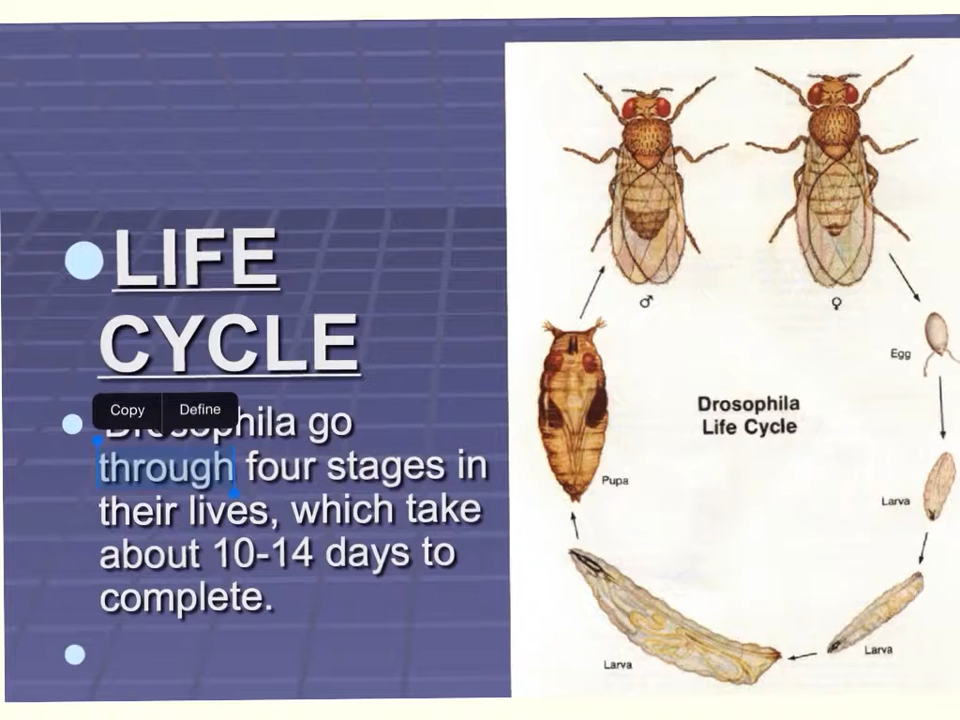 LIFE
CYCLE
Copy Define
Drosophila go
through four stages in
their lives, which take
about 10-14 days to
complete.
♂
♀
Egg
Drosophila
Life Cycle
Pupa
Larva
Larva
Larva